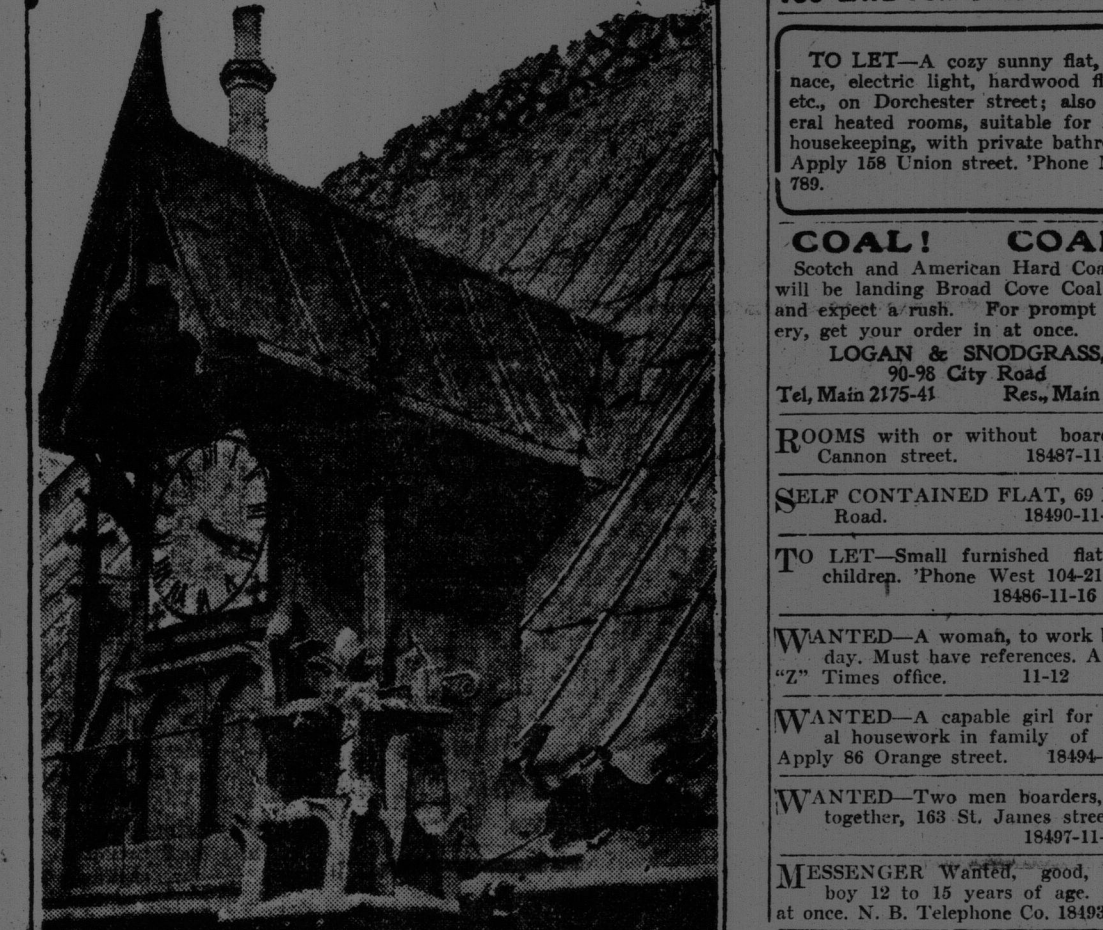 TO LET—A cozy sunny flat,
nace, electric light, hardwood fl
etc., on Dorchester street; also
eral heated rooms, suitable for
housekeeping, with private bathr
Apply 158 Union street. 'Phone
789.
COAL! COA
Scotch and American Hard Coa
will be landing Broad Cove Coal
and expect a rush. For prompt
ery, get your order in at once.
LOGAN & SNODGRASS,
90-98 City Road
Tel, Main 2175-41 Res., Main
ROOMS with or without boar
Cannon street. 18487-11
SELF CONTAINED FLAT, 69
Road. 18490-11-
TO LET—Small furnished flat
children. 'Phone West 104-21
18486-11-16
WANTED—A woman, to work
day. Must have references. A
"Z" Times office. 11-12
WANTED—A capable girl for
al housework in family of
Apply 86 Orange street. 18494-
WANTED—Two men boarders,
together, 163 St. James stree
18497-11-
MESSENGER Wanted, good,
boy 12 to 15 years of age.
at once. N. B. Telephone Co. 18493